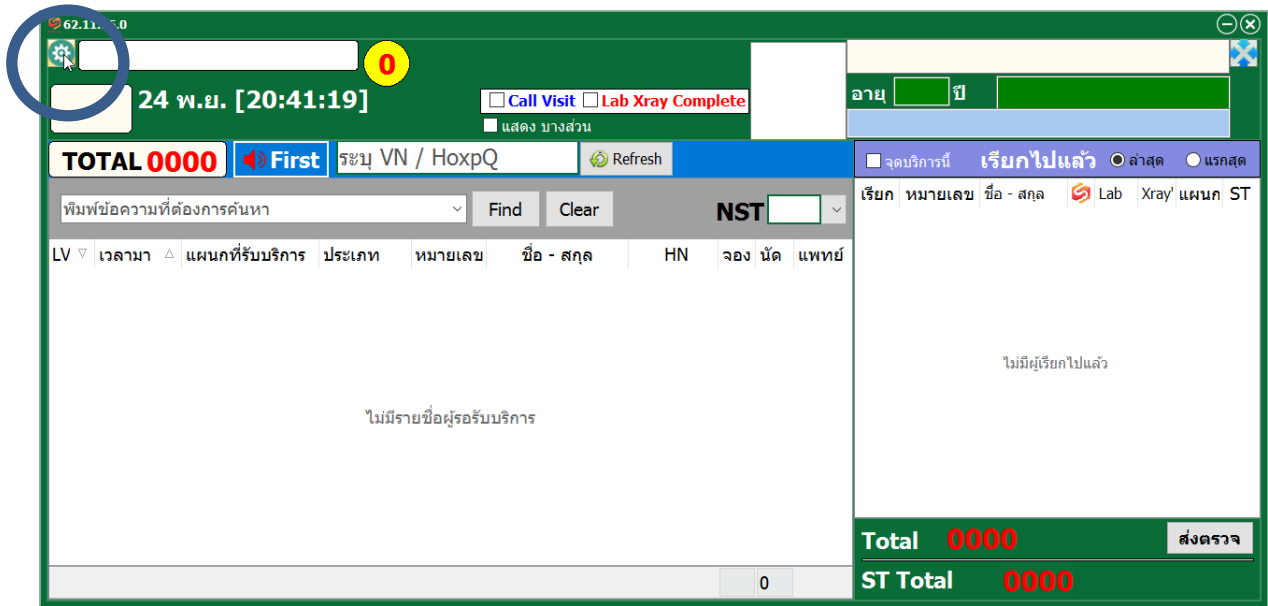 0
24 พ.ย. [20:41:19]
Call Visit Lab Xray Complete
แสดง บางส่วน
อายุ ปี
TOTAL 0000 First ระบุ VN / HoxpQ Refresh
จุดบริการนี้ เรียกไปแล้ว ล่าสุด แรกสุด
พิมพ์ข้อความที่ต้องการค้นหา Find Clear NST
เรียก หมายเลข ชื่อ - สกุล Lab Xray' แผนก ST
LV เวลามา แผนกที่รับบริการ ประเภท หมายเลข ชื่อ - สกุล HN จอง นัด แพทย์
ไม่มีผู้เรียกไปแล้ว
ไม่มีรายชื่อผู้รอรับบริการ
Total 0000 ส่งตรวจ
0
ST Total 0000